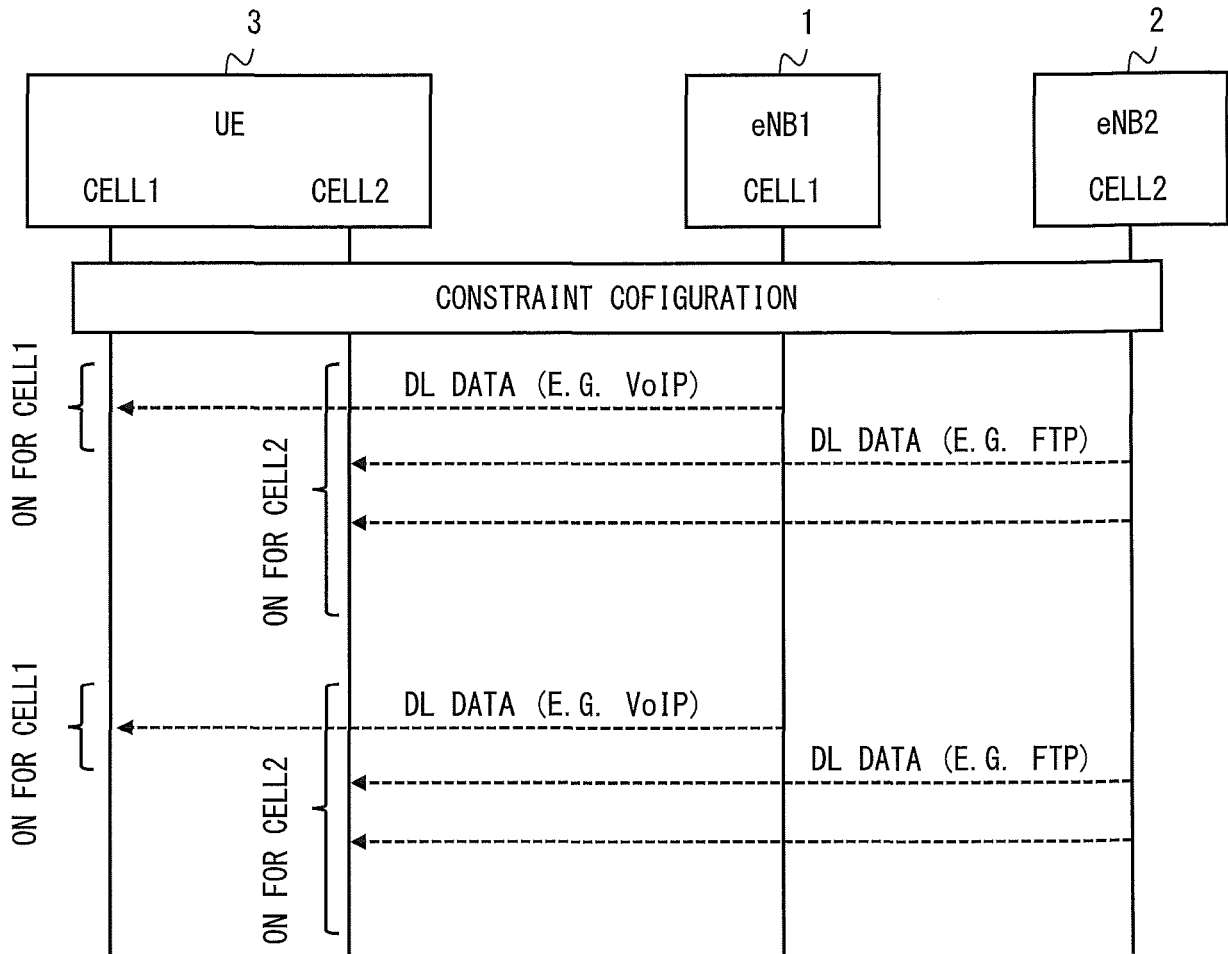 3
1
2
UE
eNB1
eNB2
CELL1
CELL2
CELL1
CELL2
CONSTRAINT COFIGURATION
ON FOR CELL1
DL DATA (E.G. VoIP)
ON FOR CELL2
DL DATA (E.G. FTP)
ON FOR CELL1
DL DATA (E.G. VoIP)
ON FOR CELL2
DL DATA (E.G. FTP)